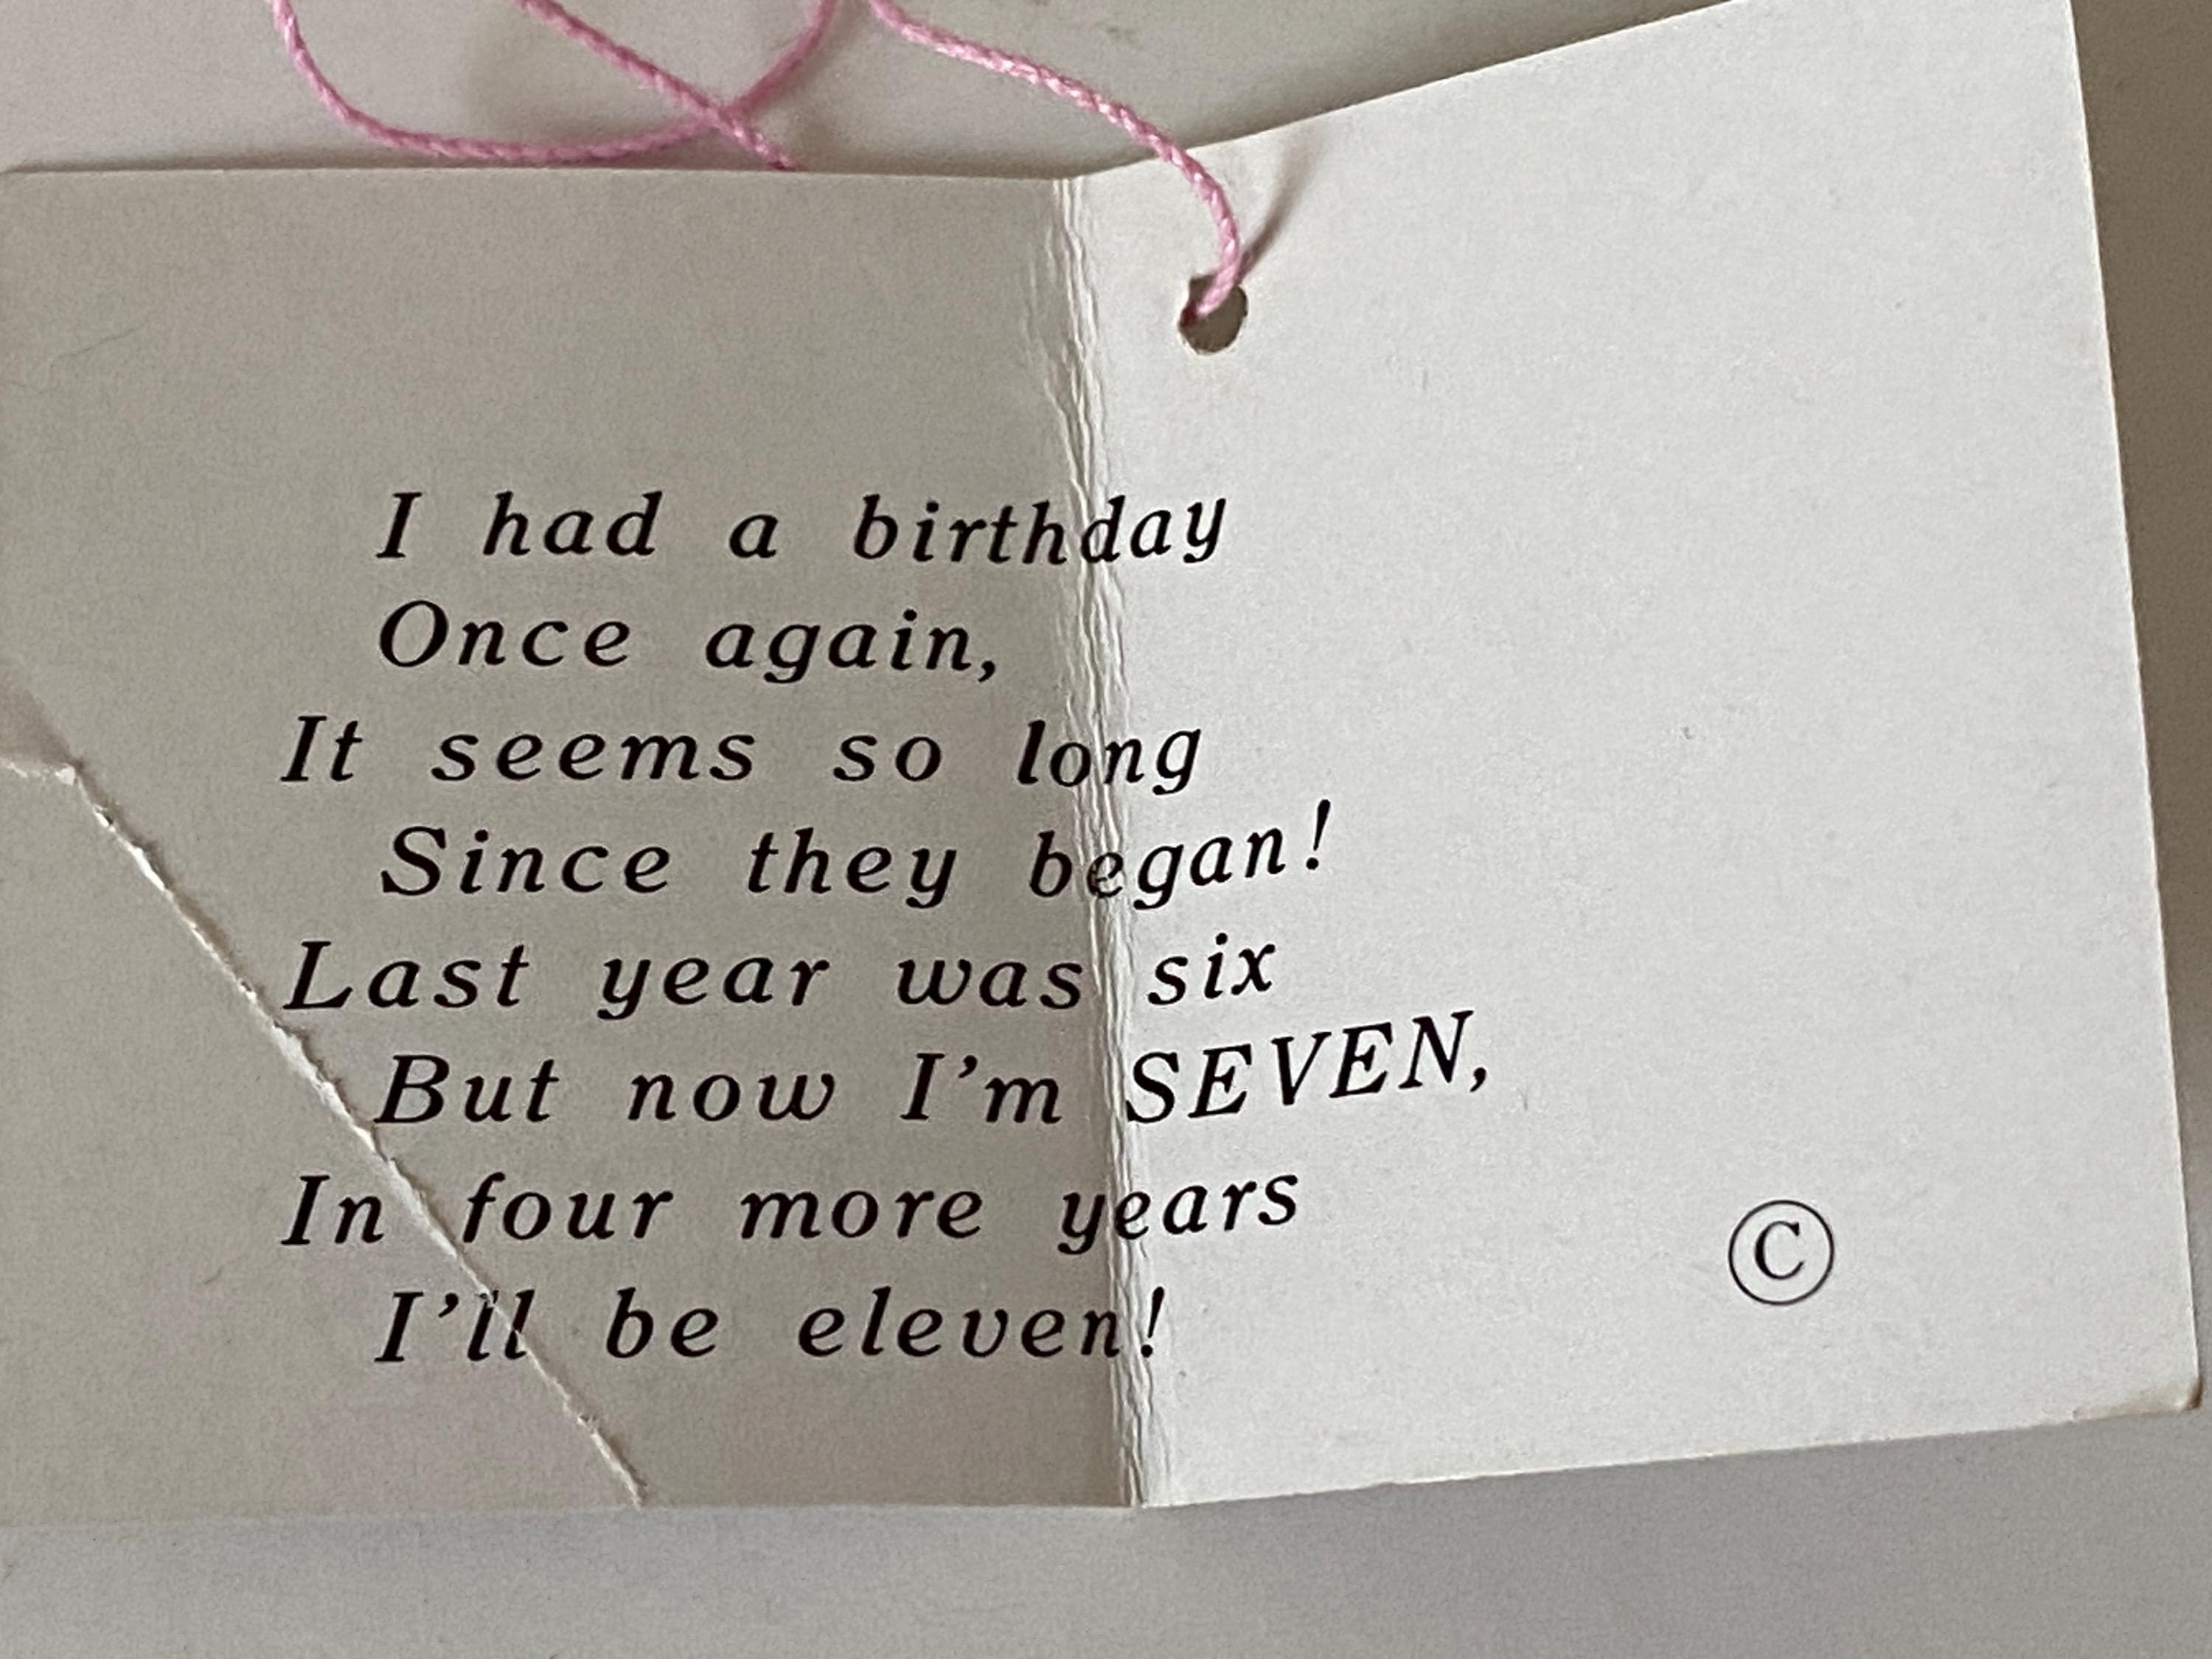 I had a birthday
Once again,
It seems so long
Since they began!
Last year was six
But now I'm SEVEN,
In four more years
I'll be eleven!
©